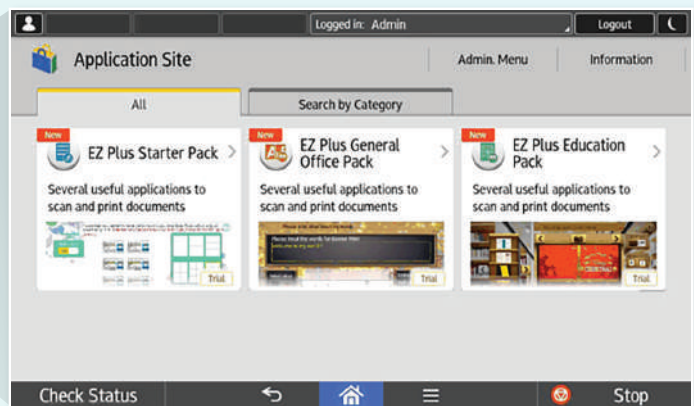 Logged in: Admin
Logout
Application Site
Admin. Menu
Information
All
Search by Category
New
EZ Plus Starter Pack
Several useful applications to
scan and print documents
Trial
New
EZ Plus General
Office Pack
Several useful applications to
scan and print documents
Trial
New
EZ Plus Education
Pack
Several useful applications to
scan and print documents
Trial
Check Status
Stop